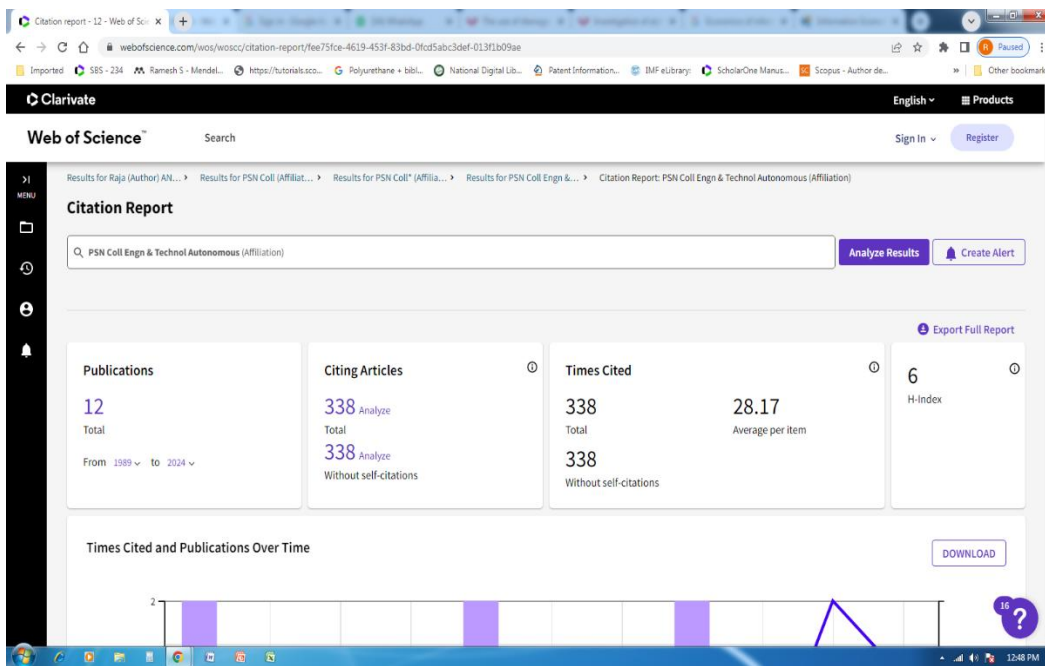 Citation report - 12 - Web of Scie
webofscience.com/wos/woscc/citation-report/fee75fce-4619-453f-83bd-0fcd5abc3def-013f1b09ae
R Paused
Imported SBS - 234 Ramesh S - Mendel... https://tutorials.sco... Polyurethane + bibl... National Digital Lib... Patent Information... IMF eLibrary: ScholarOne Manus... Scopus - Author de... » Other bookmark
Clarivate English Products
Web of Science™ Search Sign In Register
MENU
Results for Raja (Author) AN... Results for PSN Coll (Affiliat... Results for PSN Coll* (Affilia... Results for PSN Coll Engn &... Citation Report: PSN Coll Engn & Technol Autonomous (Affiliation)
Citation Report
PSN Coll Engn & Technol Autonomous (Affiliation)
Analyze Results
Create Alert
Export Full Report
Publications
12
Total
From 1989 to 2024
Citing Articles
338 Analyze
Total
338 Analyze
Without self-citations
Times Cited
338
Total
28.17
Average per item
338
Without self-citations
6
H-Index
Times Cited and Publications Over Time
DOWNLOAD
2
16
?
12:48 PM